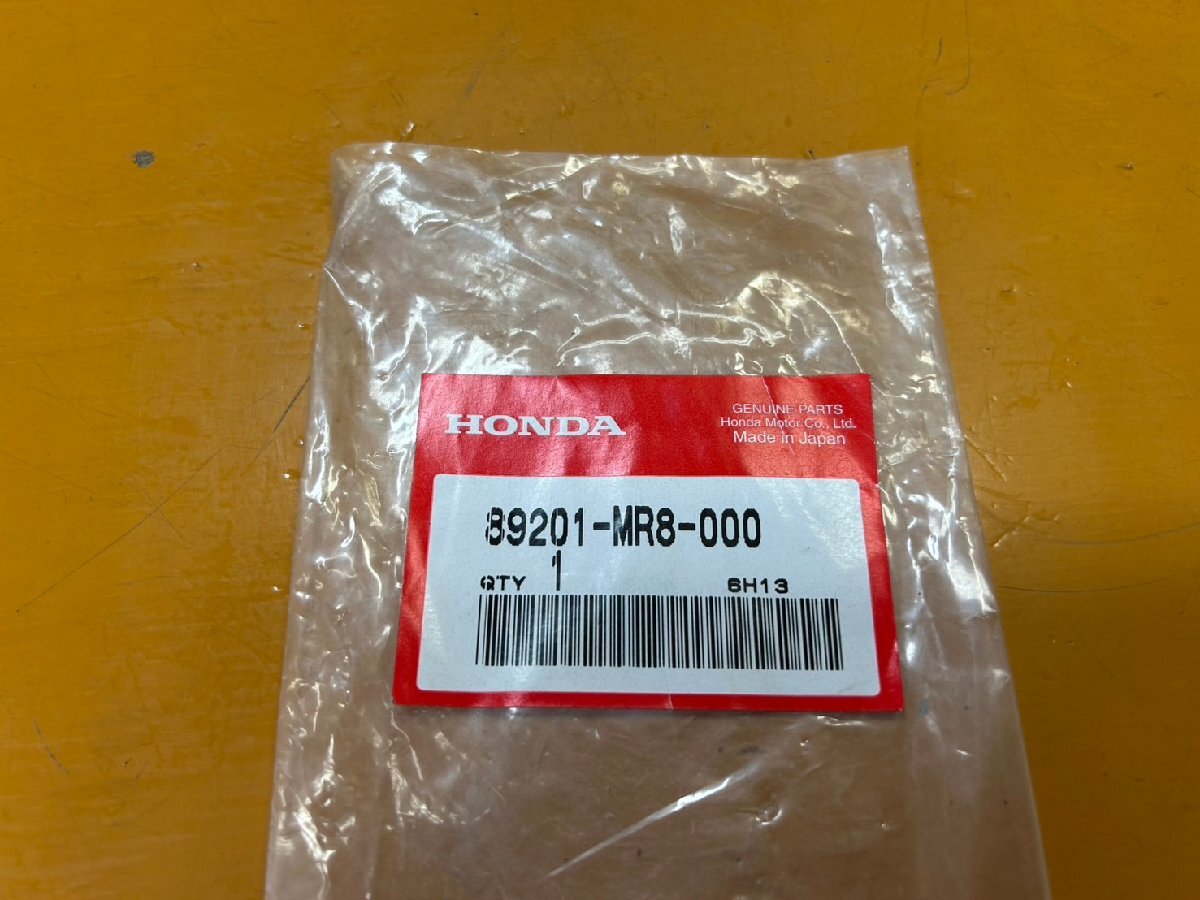 HONDA
GENUINE PARTS
Honda Motor Co., Ltd.
Made in Japan
89201-MR8-000
QTY 1 6H13